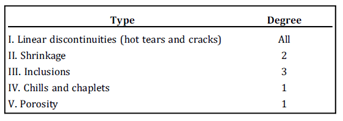 Type Degree
I. Linear discontinuities (hot tears and cracks) All
II. Shrinkage 2
III. Inclusions 3
IV. Chills and chaplets 1
V. Porosity 1